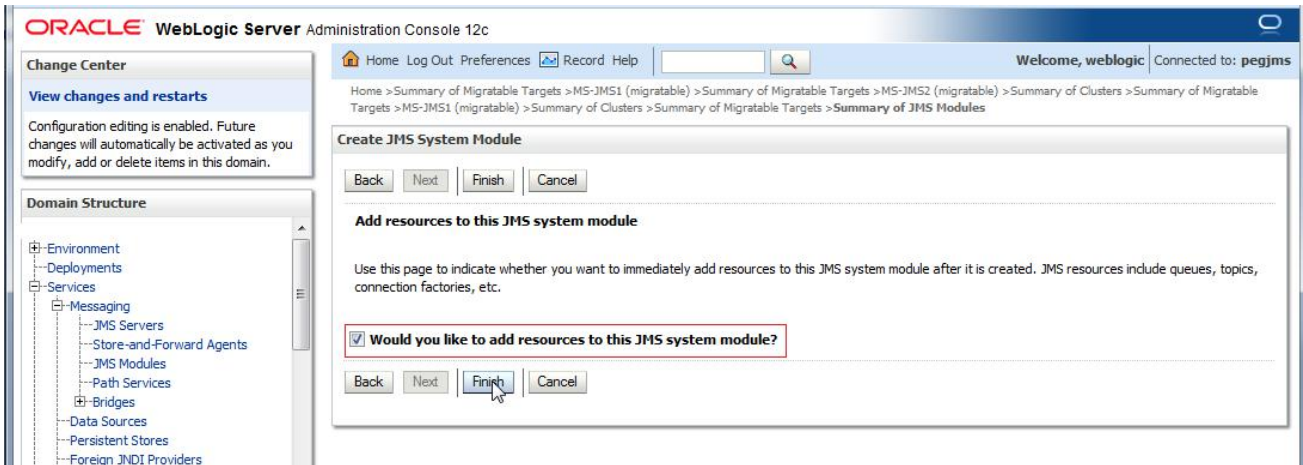 ORACLE WebLogic Server Administration Console 12c
Change Center
View changes and restarts
Configuration editing is enabled. Future
changes will automatically be activated as you
modify, add or delete items in this domain.
Domain Structure
Environment
Deployments
Services
Messaging
JMS Servers
Store-and-Forward Agents
JMS Modules
Path Services
Bridges
Data Sources
Persistent Stores
Foreign JNDI Providers
Home Log Out Preferences Record Help
Welcome, weblogic Connected to: pegjms
Home >Summary of Migratable Targets >MS-JMS1 (migratable) >Summary of Migratable Targets >MS-JMS2 (migratable) >Summary of Clusters >Summary of Migratable
Targets >MS-JMS1 (migratable) >Summary of Clusters >Summary of Migratable Targets >Summary of JMS Modules
Create JMS System Module
Back Next Finish Cancel
Add resources to this JMS system module
Use this page to indicate whether you want to immediately add resources to this JMS system module after it is created. JMS resources include queues, topics,
connection factories, etc.
Would you like to add resources to this JMS system module?
Back Next Finish Cancel